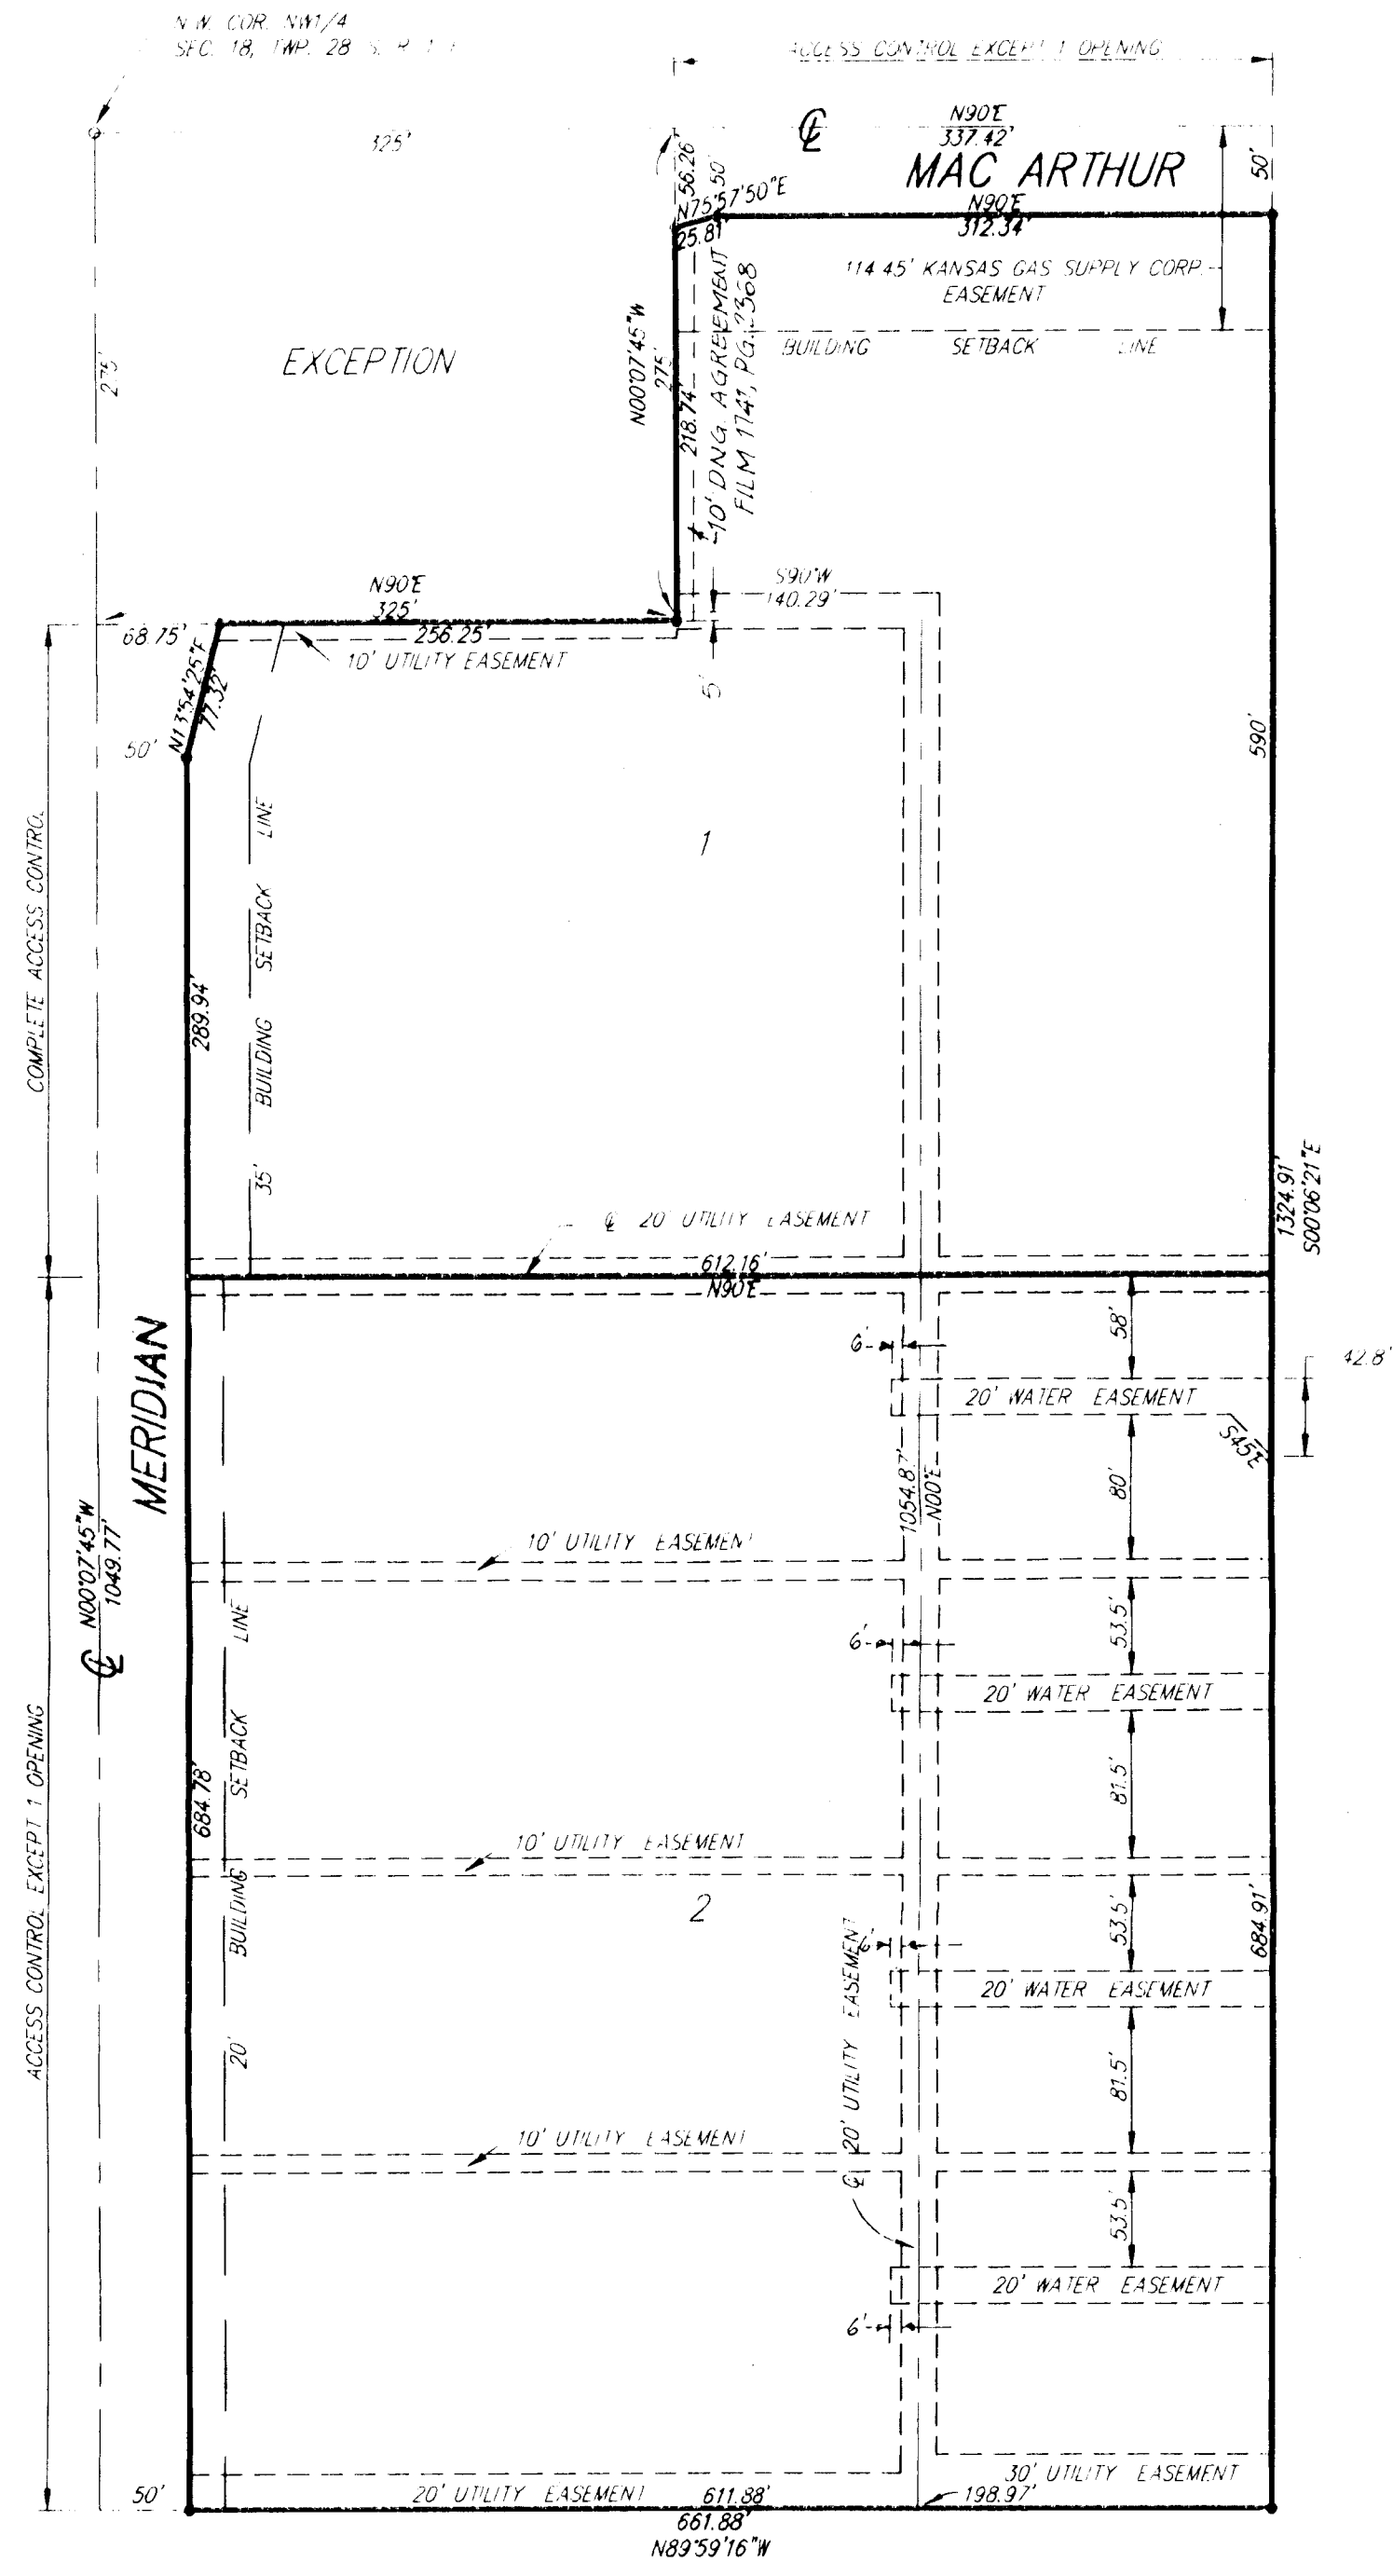 N.W. COR. NW1/4
SEC. 18, TWP. 28 S. R 1
ACCESS CONTROL EXCEPT 1 OPENING
325'
N90°E
337.42'
MAC ARTHUR
50'
56.26'
50'
N75°57'50"E
25.81'
N90°E
312.34'
114.45' KANSAS GAS SUPPLY CORP.
EASEMENT
BUILDING SETBACK LINE
275'
EXCEPTION
N00°07'45"W
275'
218.74'
10' DNG. AGREEMENT
FILM 1741, PG. 2368
N90°E
325'
S90°W
140.29'
68.75'
256.25'
10' UTILITY EASEMENT
5'
N13°54'25"E
77.32'
50'
590'
COMPLETE ACCESS CONTROL
289.94'
35' BUILDING SETBACK LINE
1
1324.91'
S00°06'21"E
℄ 20' UTILITY EASEMENT
612.16'
N90°E
MERIDIAN
58'
6'
42.8'
20' WATER EASEMENT
S45°E
80'
1054.87'
N00°E
℄ N00°07'45"W
1049.77'
10' UTILITY EASEMENT
53.5'
6'
20' WATER EASEMENT
81.5'
ACCESS CONTROL EXCEPT 1 OPENING
684.78'
20' BUILDING SETBACK LINE
10' UTILITY EASEMENT
2
53.5'
684.91'
6'
20' WATER EASEMENT
℄ 20' UTILITY EASEMENT
81.5'
10' UTILITY EASEMENT
53.5'
20' WATER EASEMENT
6'
30' UTILITY EASEMENT
50'
20' UTILITY EASEMENT
611.88'
198.97'
661.88'
N89°59'16"W